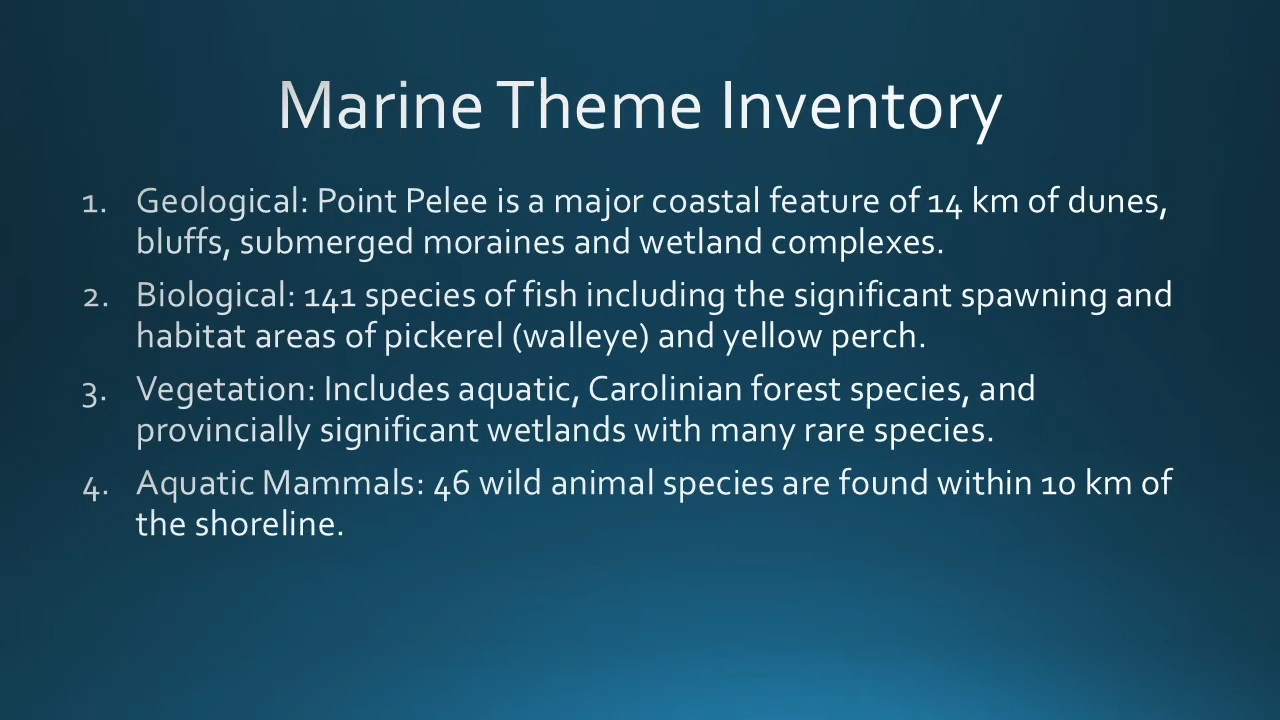 Marine Theme Inventory
1. Geological: Point Pelee is a major coastal feature of 14 km of dunes,
bluffs, submerged moraines and wetland complexes.
2. Biological: 141 species of fish including the significant spawning and
habitat areas of pickerel (walleye) and yellow perch.
3. Vegetation: Includes aquatic, Carolinian forest species, and
provincially significant wetlands with many rare species.
4. Aquatic Mammals: 46 wild animal species are found within 10 km of
the shoreline.